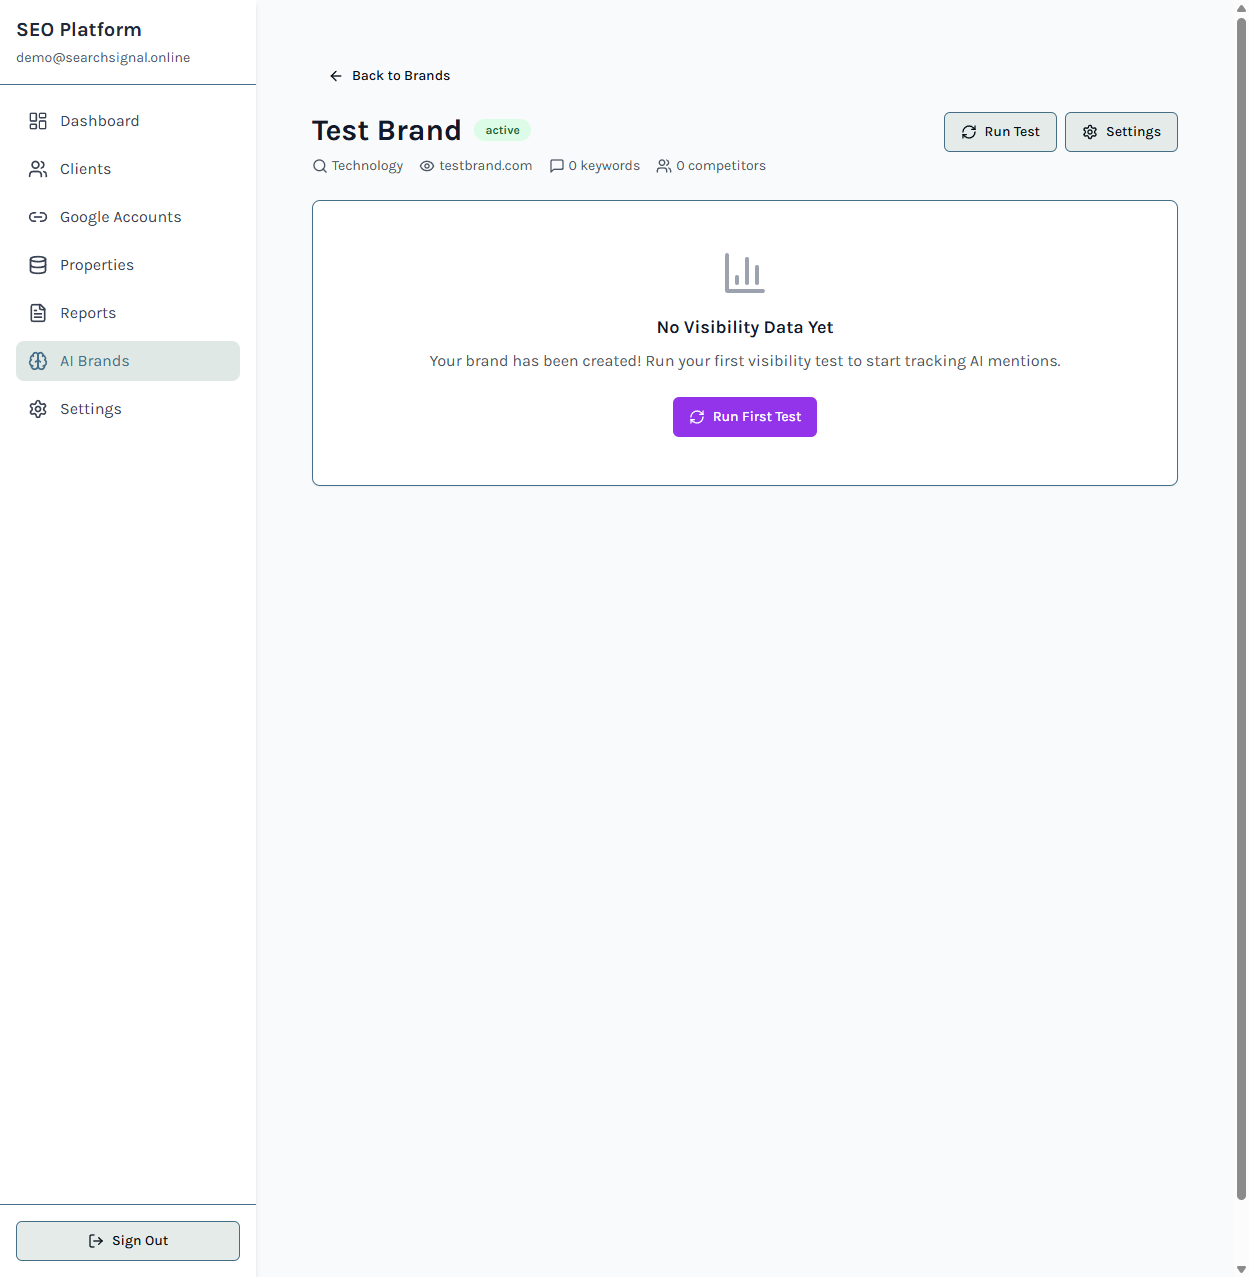 SEO Platform
demo@searchsignal.online
Dashboard
Clients
Google Accounts
Properties
Reports
AI Brands
Settings
Sign Out
Back to Brands
Test Brand active
Run Test Settings
Technology testbrand.com 0 keywords 0 competitors
No Visibility Data Yet
Your brand has been created! Run your first visibility test to start tracking AI mentions.
Run First Test